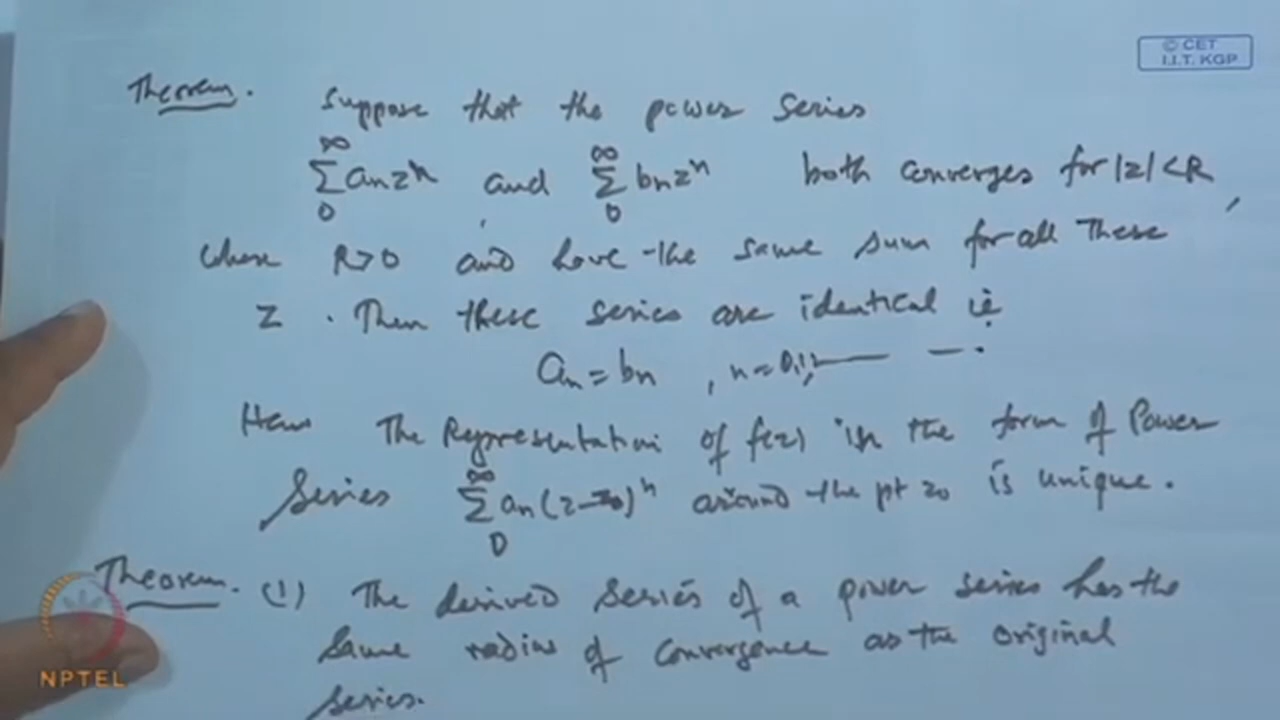 © CET
I.I.T. KGP
Theorem. Suppose that the power series
∞ ∑ 0 anzⁿ and ∞ ∑ 0 bnzⁿ both converges for |z|<R,
where R>0 and have the same sum for all these
z. Then these series are identical ie
an = bn, n = 0,1,2 — — .
Hence The Representation of f(z) in the form of Power
Series ∞ ∑ 0 an(z-z0)ⁿ around the pt z0 is unique.
Theorem. (1) The derived series of a power series has the
same radius of convergence as the original
series.
NPTEL